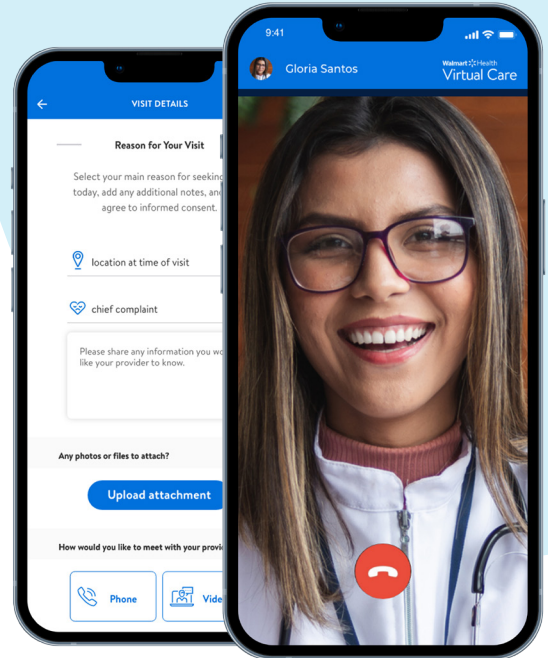 VISIT DETAILS
Reason for Your Visit
Select your main reason for seeking
today, add any additional notes, and
agree to informed consent.
location at time of visit
chief complaint
Please share any information you
like your provider to know.
Any photos or files to attach?
Upload attachment
How would you like to meet with your
Phone
9:41
Gloria Santos
Walmart Health
Virtual Care